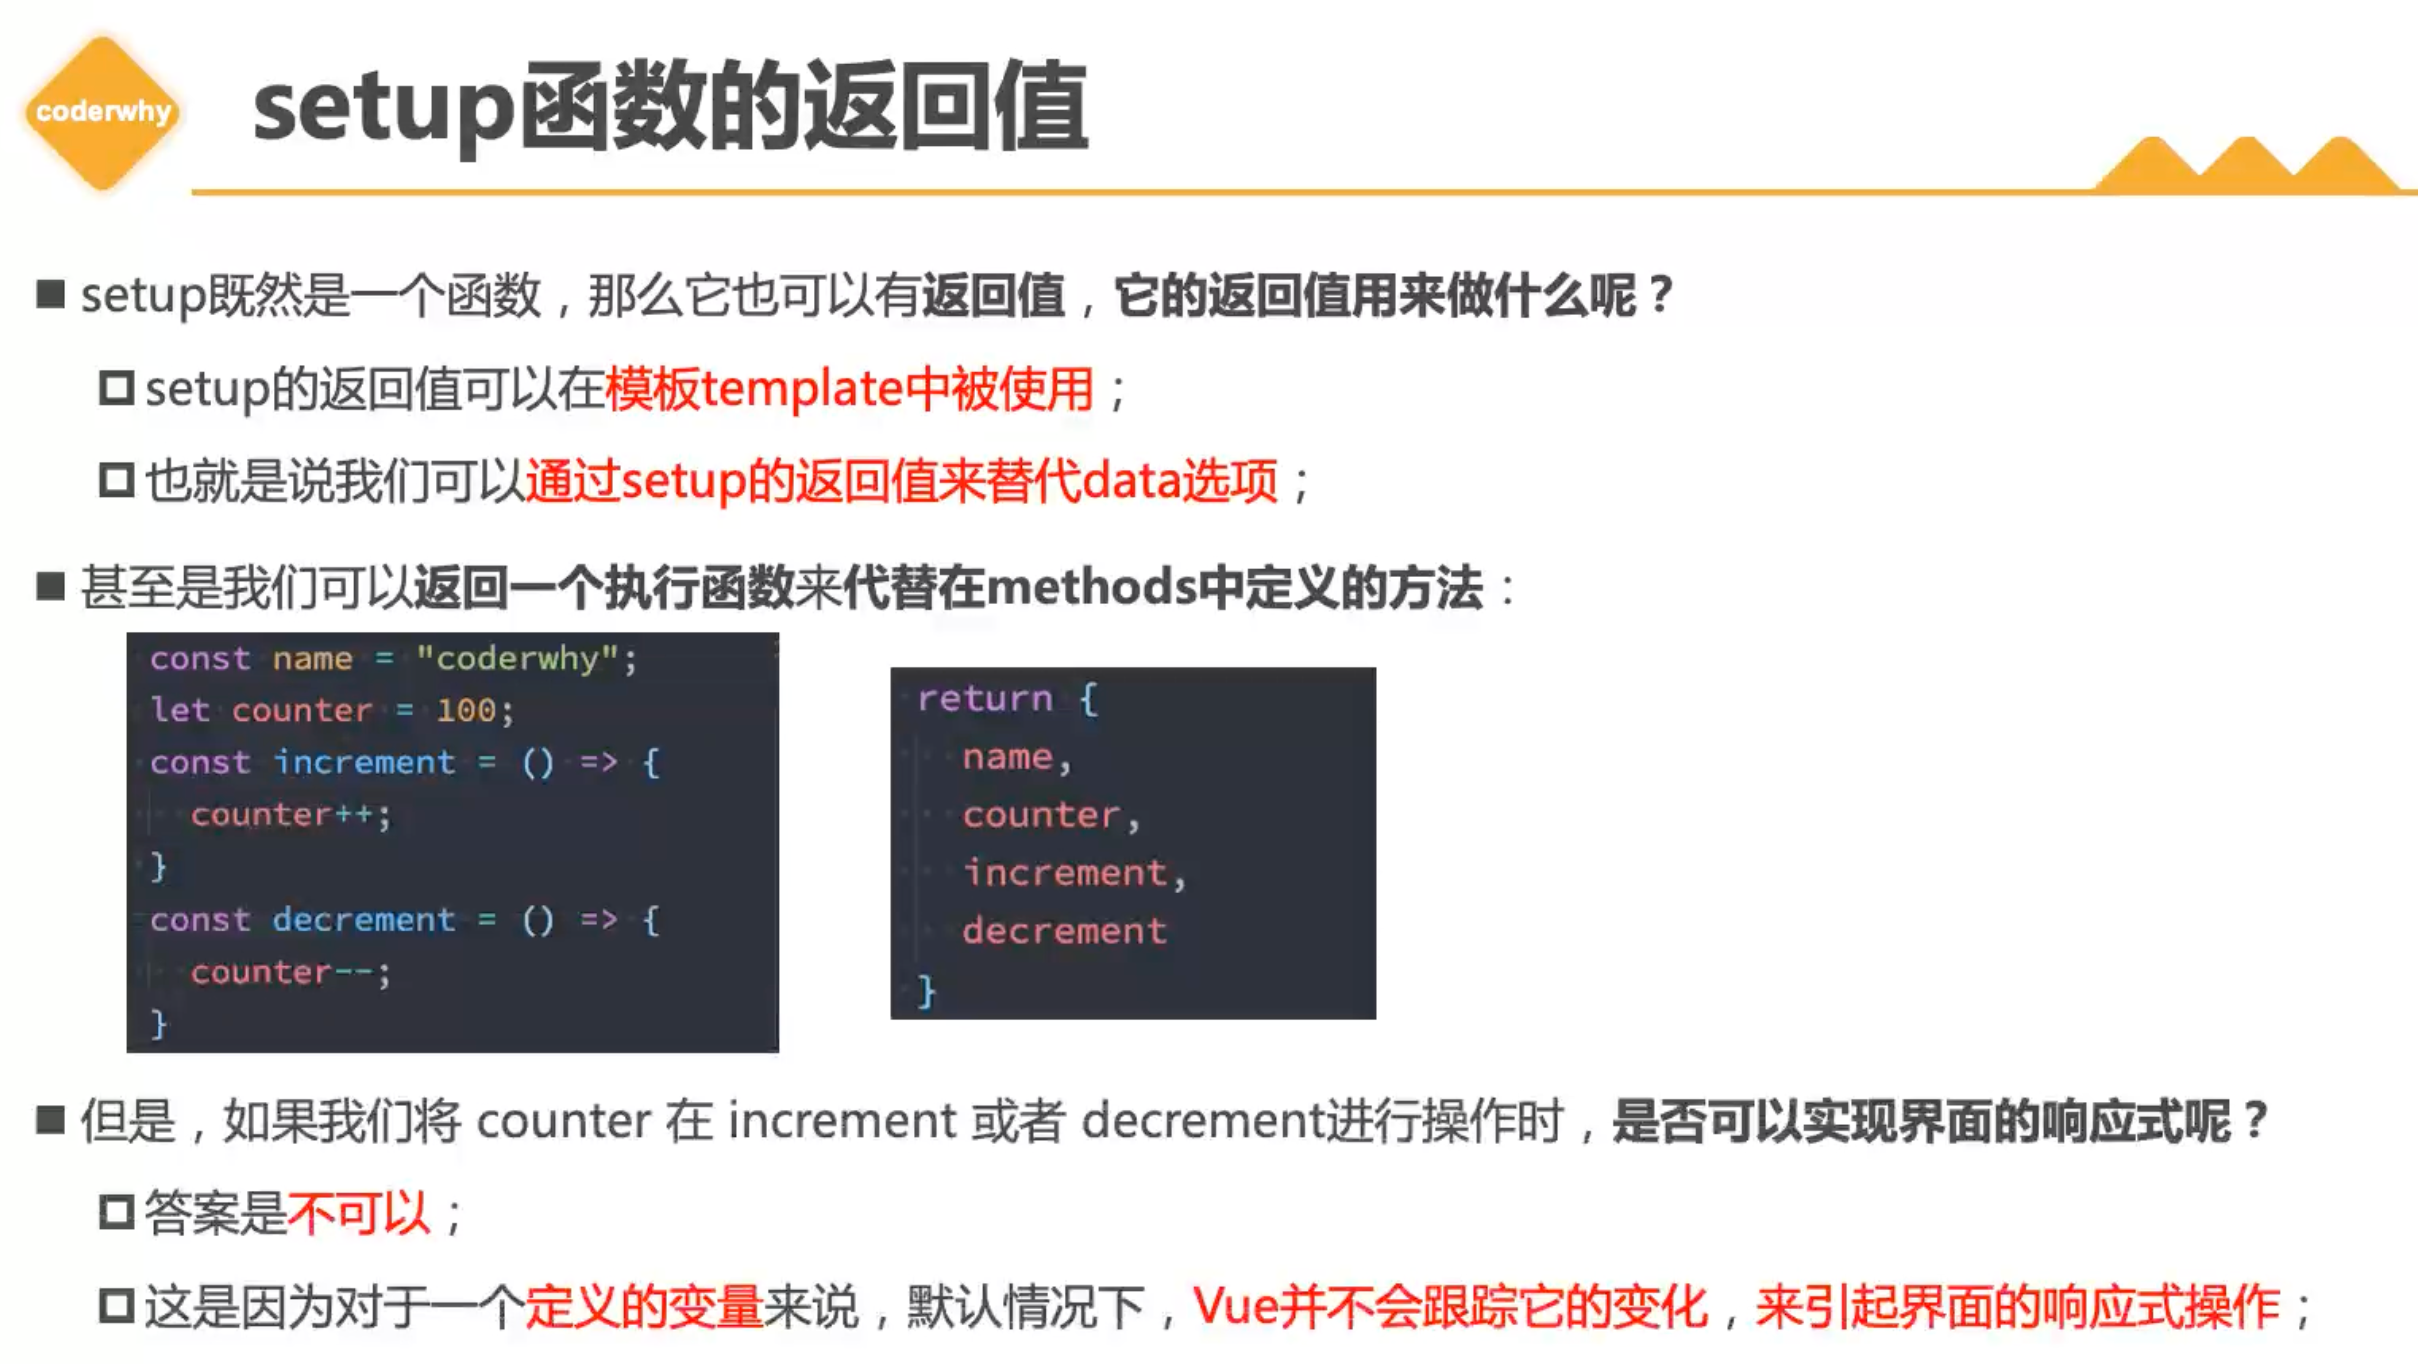 coderwhy
setup函数的返回值
setup既然是一个函数，那么它也可以有返回值，它的返回值用来做什么呢？
setup的返回值可以在模板template中被使用；
也就是说我们可以通过setup的返回值来替代data选项；
甚至是我们可以返回一个执行函数来代替在methods中定义的方法：
const name = "coderwhy";
let counter = 100;
const increment = () => {
counter++;
}
const decrement = () => {
counter--;
}
return {
name,
counter,
increment,
decrement
}
但是，如果我们将 counter 在 increment 或者 decrement进行操作时，是否可以实现界面的响应式呢？
答案是不可以；
这是因为对于一个定义的变量来说，默认情况下，Vue并不会跟踪它的变化，来引起界面的响应式操作；